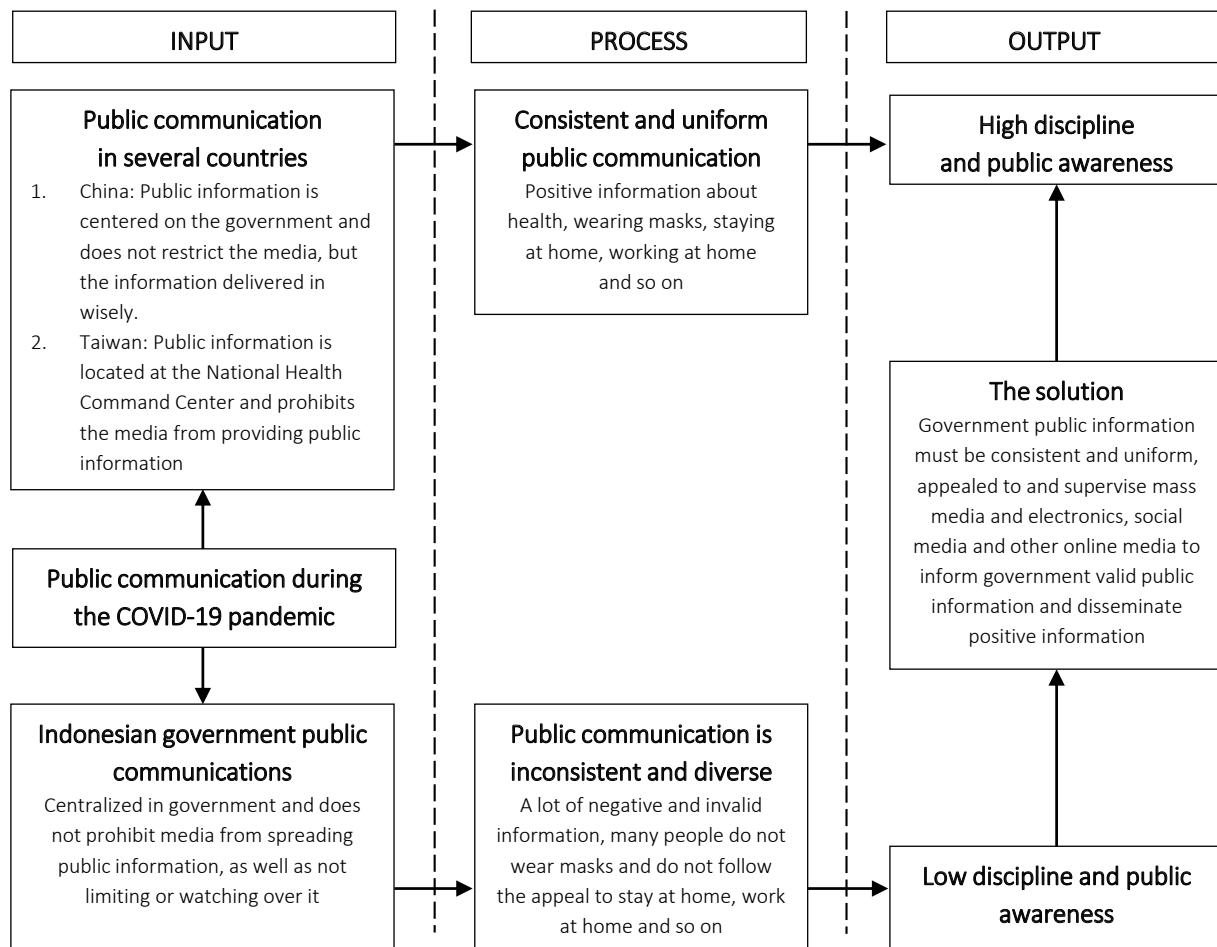 INPUT
PROCESS
OUTPUT
Public communication
in several countries
1. China: Public information is
centered on the government and
does not restrict the media, but
the information delivered in
wisely.
2. Taiwan: Public information is
located at the National Health
Command Center and prohibits
the media from providing public
information
Consistent and uniform
public communication
Positive information about
health, wearing masks, staying
at home, working at home
and so on
High discipline
and public awareness
Public communication during
the COVID-19 pandemic
The solution
Government public information
must be consistent and uniform,
appealed to and supervise mass
media and electronics, social
media and other online media to
inform government valid public
information and disseminate
positive information
Indonesian government public
communications
Centralized in government and does
not prohibit media from spreading
public information, as well as not
limiting or watching over it
Public communication is
inconsistent and diverse
A lot of negative and invalid
information, many people do not
wear masks and do not follow
the appeal to stay at home, work
at home and so on
Low discipline and public
awareness